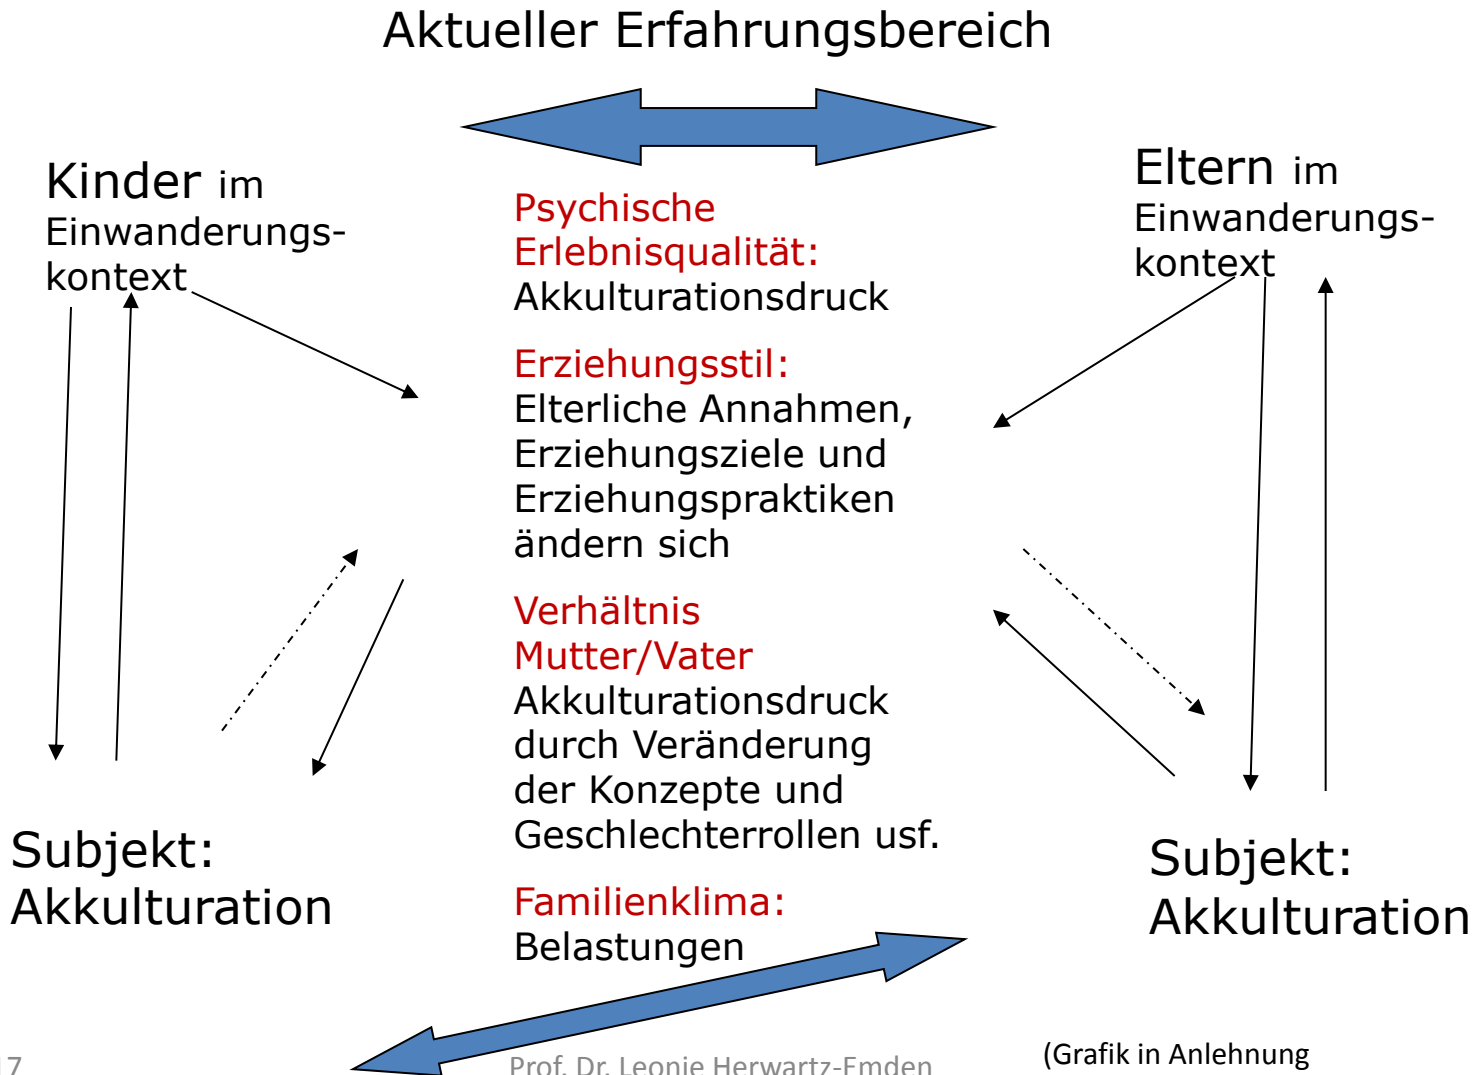 Aktueller Erfahrungsbereich
Kinder im
Einwanderungs-
kontext
Eltern im
Einwanderungs-
kontext
Psychische
Erlebnisqualität:
Akkulturationsdruck
Erziehungsstil:
Elterliche Annahmen,
Erziehungsziele und
Erziehungspraktiken
ändern sich
Verhältnis
Mutter/Vater
Akkulturationsdruck
durch Veränderung
der Konzepte und
Geschlechterrollen usf.
Familienklima:
Belastungen
Subjekt:
Akkulturation
Subjekt:
Akkulturation
17
Prof. Dr. Leonie Herwartz-Emden
(Grafik in Anlehnung